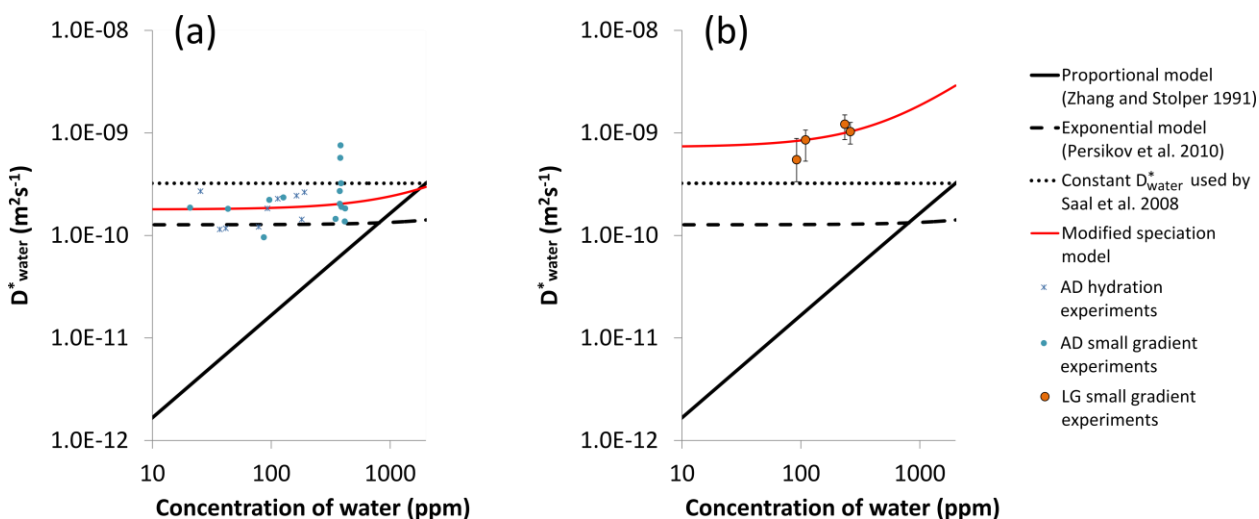 (a)
1.0E-08
1.0E-09
1.0E-10
1.0E-11
1.0E-12
10
100
1000
D*water (m2s-1)
Concentration of water (ppm)
(b)
1.0E-08
1.0E-09
1.0E-10
1.0E-11
1.0E-12
10
100
1000
D*water (m2s-1)
Concentration of water (ppm)
Proportional model
(Zhang and Stolper 1991)
Exponential model
(Persikov et al. 2010)
Constant D*water used by
Saal et al. 2008
Modified speciation
model
AD hydration
experiments
AD small gradient
experiments
LG small gradient
experiments